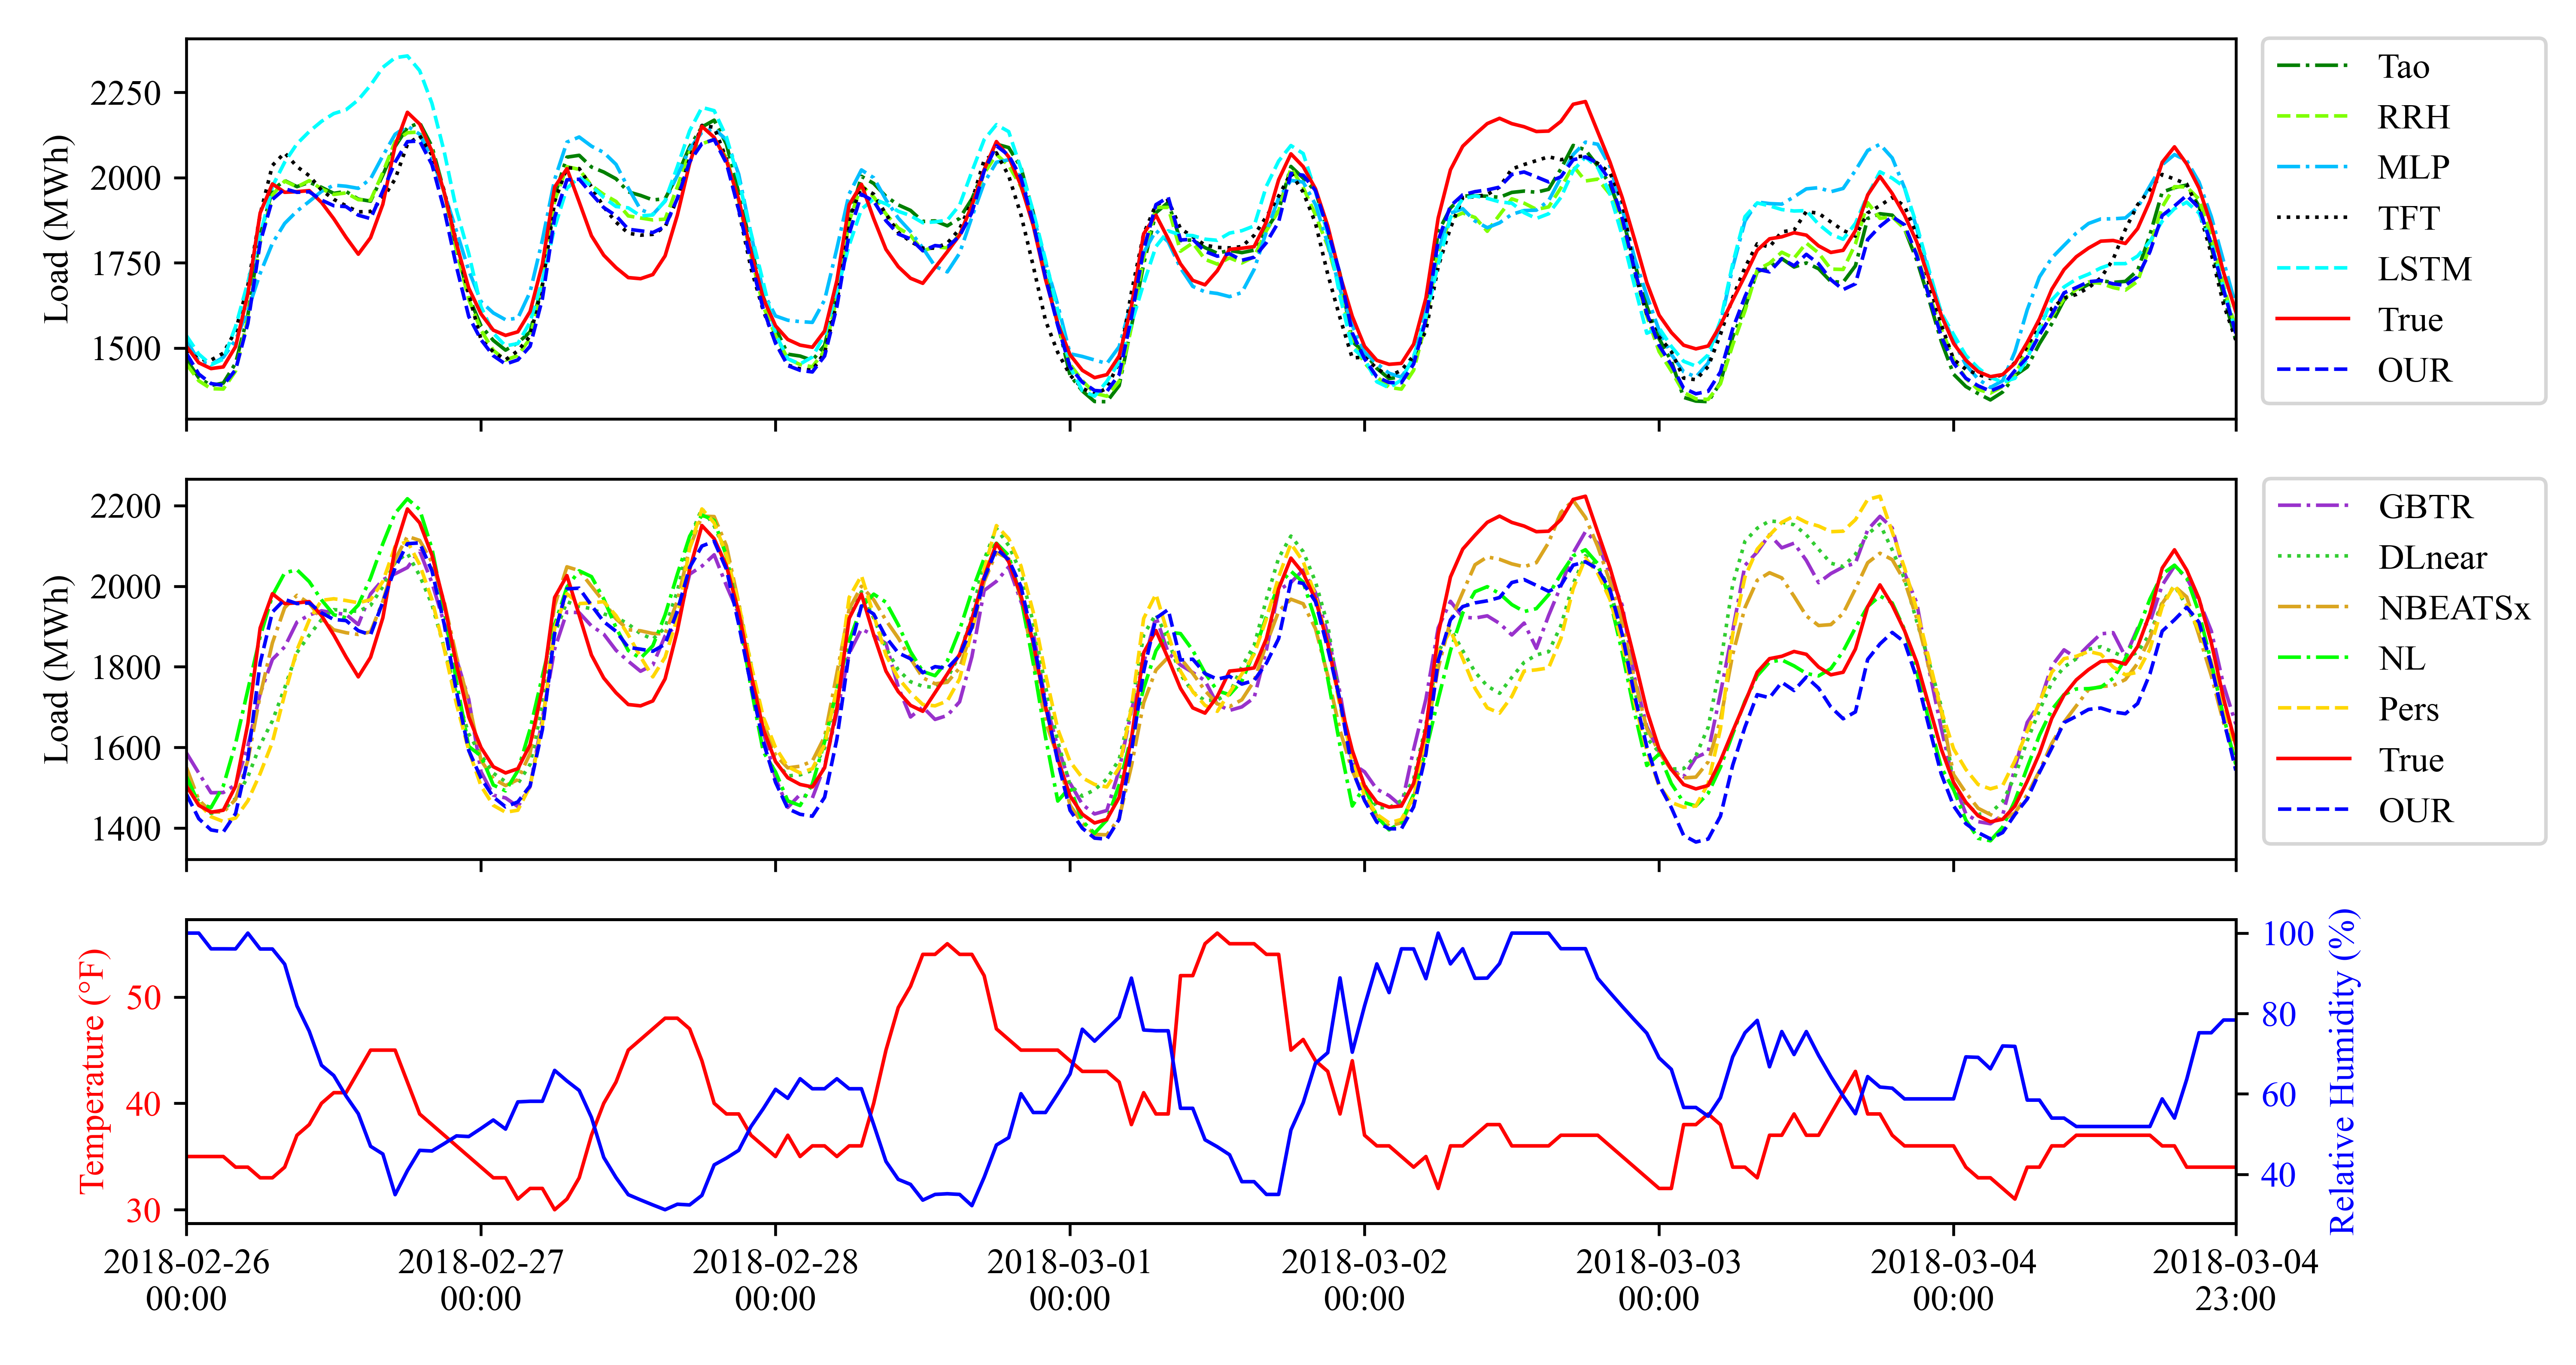 2250
2000
1750
1500
Load (MWh)
Tao
RRH
MLP
TFT
LSTM
True
OUR
2200
2000
1800
1600
1400
Load (MWh)
GBTR
DLnear
NBEATSx
NL
Pers
True
OUR
50
40
30
Temperature (°F)
100
80
60
40
Relative Humidity (%)
2018-02-26
00:00
2018-02-27
00:00
2018-02-28
00:00
2018-03-01
00:00
2018-03-02
00:00
2018-03-03
00:00
2018-03-04
00:00
2018-03-04
23:00